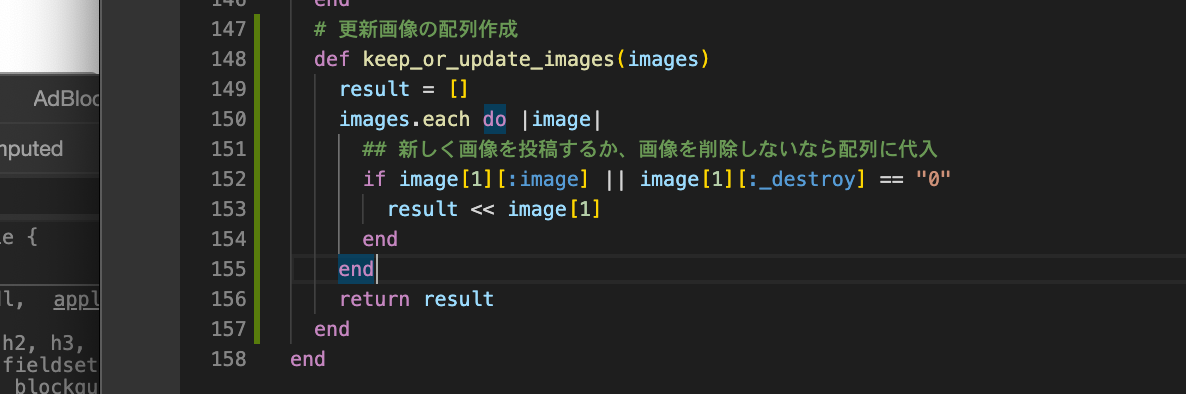 146 end
147 # 更新画像の配列作成
148 def keep_or_update_images(images)
149 result = []
AdBloc
150 images.each do |image|
mputed
151 ## 新しく画像を投稿するか、画像を削除しないなら配列に代入
152 if image[1][:image] || image[1][:_destroy] == "0"
153 result << image[1]
le {
154 end
155 end
ll, appl
156 return result
157 end
h2, h3,
158 end
fieldset
blockqu